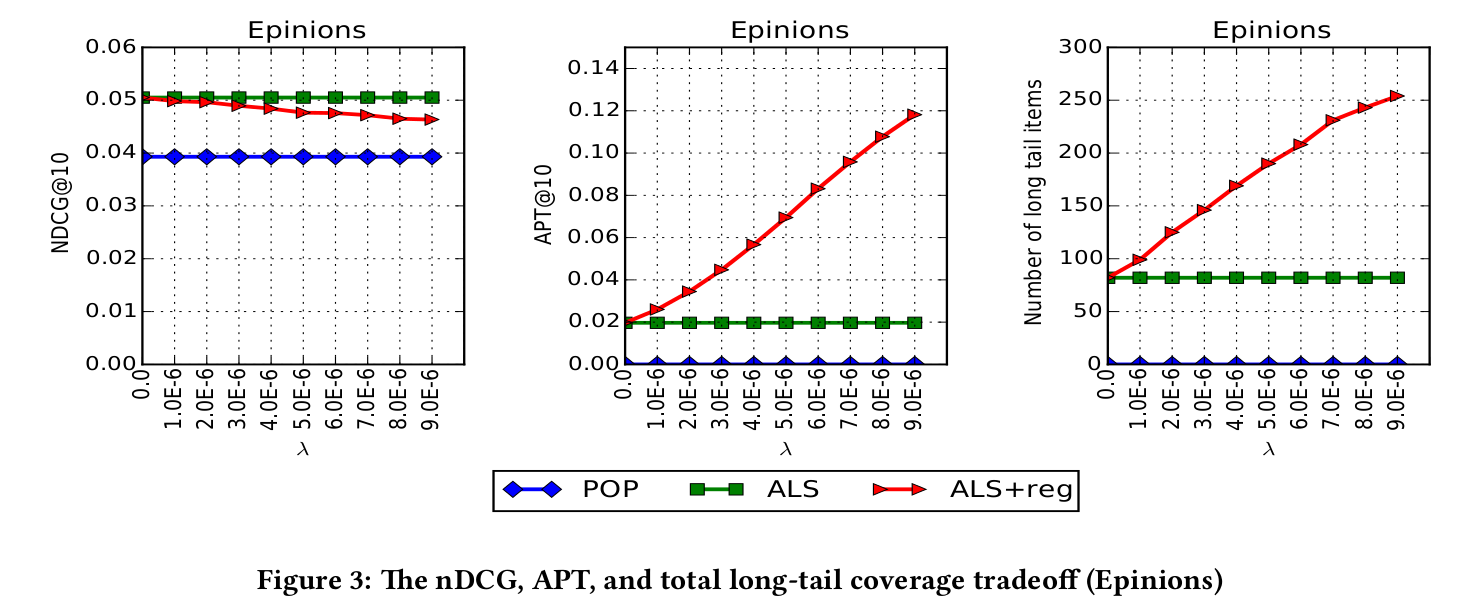 Epinions
0.06
0.05
0.04
0.03
0.02
0.01
0.00
NDCG@10
0.0
1.0E-6
2.0E-6
3.0E-6
4.0E-6
5.0E-6
6.0E-6
7.0E-6
8.0E-6
9.0E-6
λ
Epinions
0.14
0.12
0.10
0.08
0.06
0.04
0.02
0.00
APT@10
0.0
1.0E-6
2.0E-6
3.0E-6
4.0E-6
5.0E-6
6.0E-6
7.0E-6
8.0E-6
9.0E-6
λ
Epinions
300
250
200
150
100
50
0
Number of long tail items
0.0
1.0E-6
2.0E-6
3.0E-6
4.0E-6
5.0E-6
6.0E-6
7.0E-6
8.0E-6
9.0E-6
λ
POP ALS ALS+reg
Figure 3: The nDCG, APT, and total long-tail coverage tradeoff (Epinions)